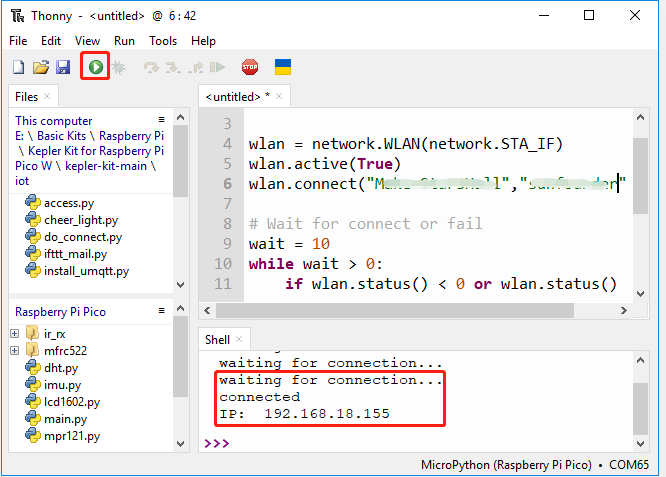 Thonny - <untitled> @ 6:42
File Edit View Run Tools Help
STOP
Files
This computer
E: \ Basic Kits \ Raspberry Pi
\ Kepler Kit for Raspberry Pi
Pico W \ kepler-kit-main \
iot
access.py
cheer_light.py
do_connect.py
ifttt_mail.py
install_umqtt.py
Raspberry Pi Pico
ir_rx
mfrc522
dht.py
imu.py
lcd1602.py
main.py
mpr121.py
<untitled> *
3
4 wlan = network.WLAN(network.STA_IF)
5 wlan.active(True)
6 wlan.connect("
7
8 # Wait for connect or fail
9 wait = 10
10 while wait > 0:
11 if wlan.status() < 0 or wlan.status()
Shell
waiting for connection...
waiting for connection...
connected
IP: 192.168.18.155
>>>
MicroPython (Raspberry Pi Pico) • COM65